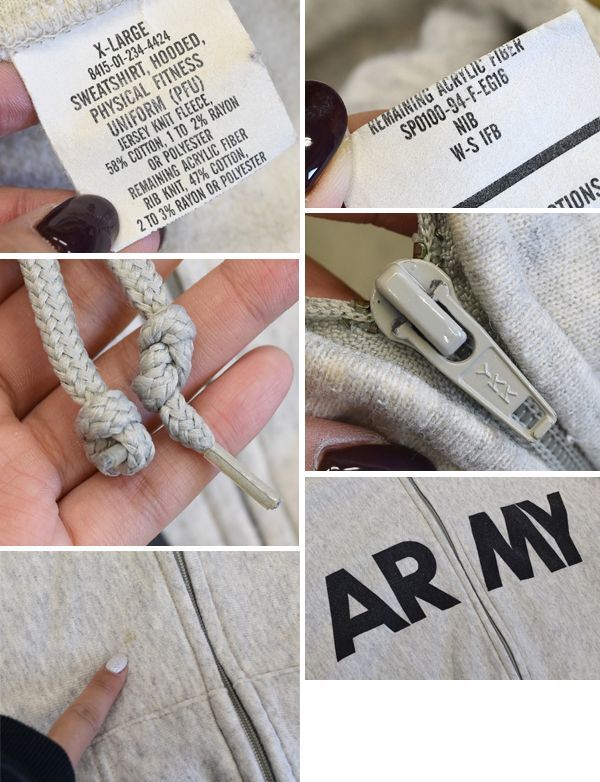 X-LARGE
8415-01-234-4424
SWEATSHIRT, HOODED,
PHYSICAL FITNESS
UNIFORM (PFU)
JERSEY KNIT FLEECE,
58% COTTON, 1 TO 2% RAYON
OR POLYESTER
REMAINING ACRYLIC FIBER
RIB KNIT, 47% COTTON,
2 TO 3% RAYON OR POLYESTER
REMAINING ACRYLIC FIBER
SP0100-94-F-EG16
NIB
W-S IFB
YKK
ARMY